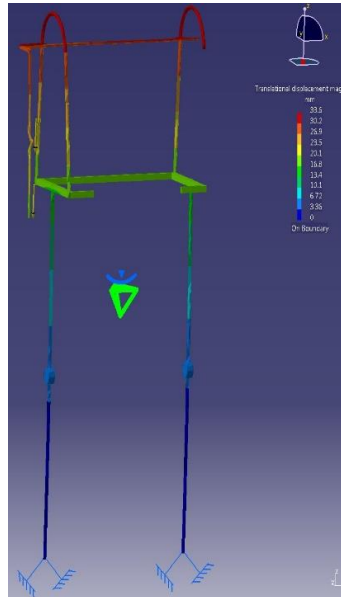 z
x
Translational displacement mag
mm
33.6
30.2
26.9
23.5
20.1
16.8
13.4
10.1
6.72
3.36
0
On Boundary